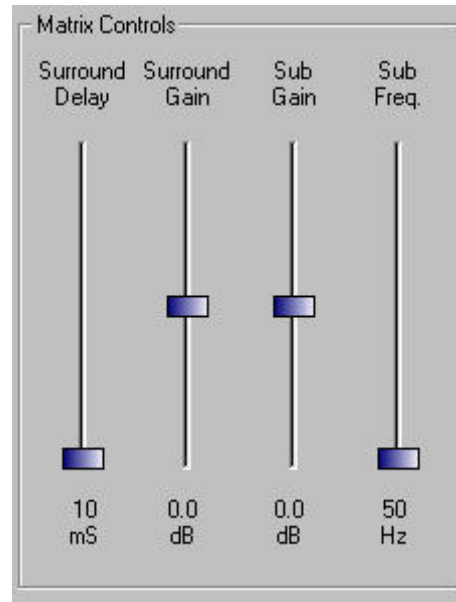 Matrix Controls
Surround Surround Sub Sub
Delay Gain Gain Freq.
10 0.0 0.0 50
mS dB dB Hz